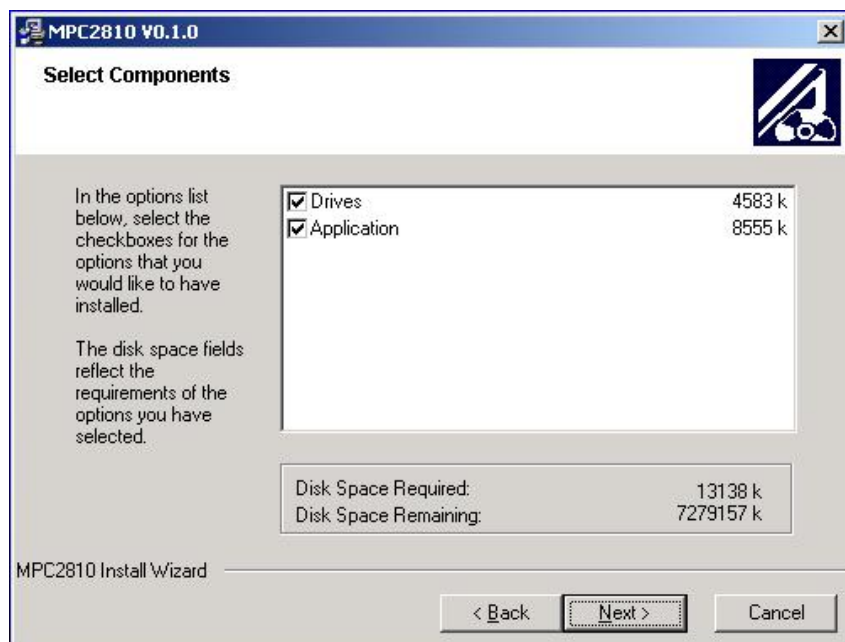 MPC2810 V0.1.0
Select Components
In the options list
below, select the
checkboxes for the
options that you
would like to have
installed.
The disk space fields
reflect the
requirements of the
options you have
selected.
Drives 4583 k
Application 8555 k
Disk Space Required: 13138 k
Disk Space Remaining: 7279157 k
MPC2810 Install Wizard
< Back Next > Cancel